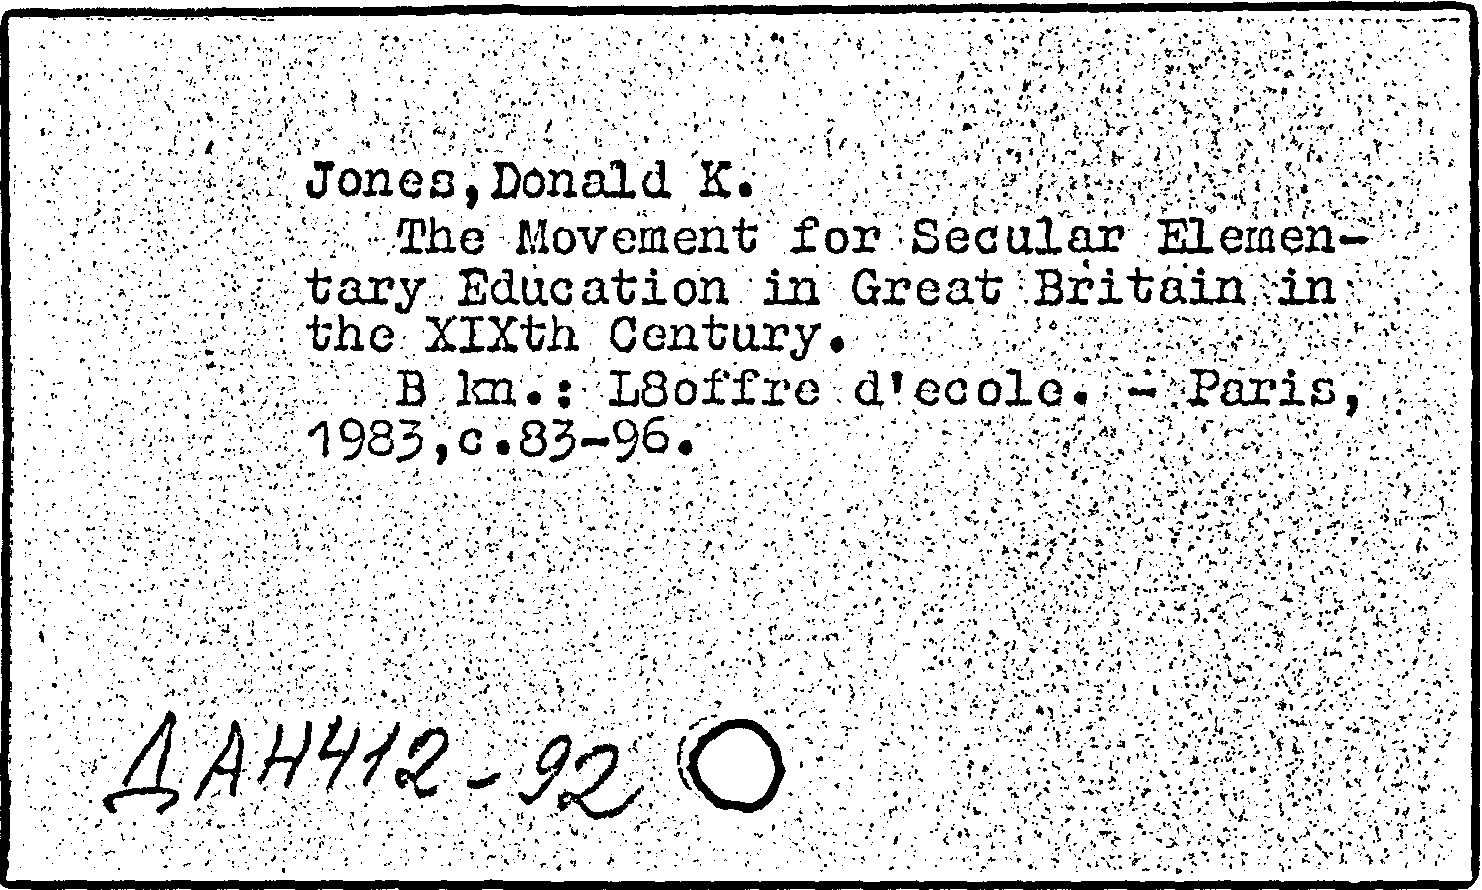 Jones,Donald K.
The Movement for Secular Elemen-
tary Education in Great Britain in
the XIXth Century.
B kn.: L8offre d'ecole. - Paris,
1983,c.83-96.
ДАН412-92